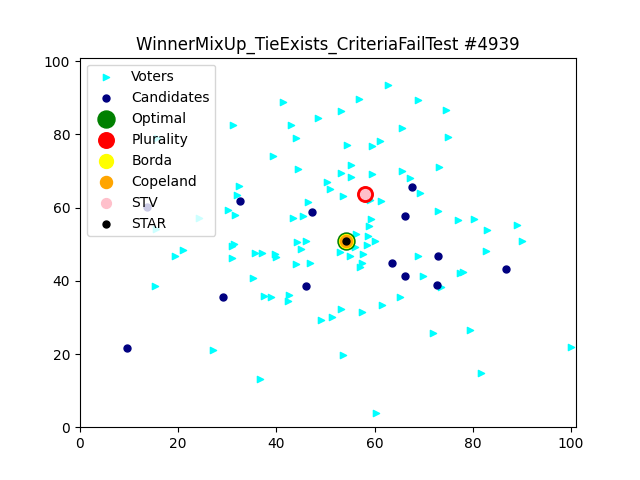 WinnerMixUp_TieExists_CriteriaFailTest #4939
100
80
60
40
20
0
Voters
Candidates
Optimal
Plurality
Borda
Copeland
STV
STAR
0 20 40 60 80 100